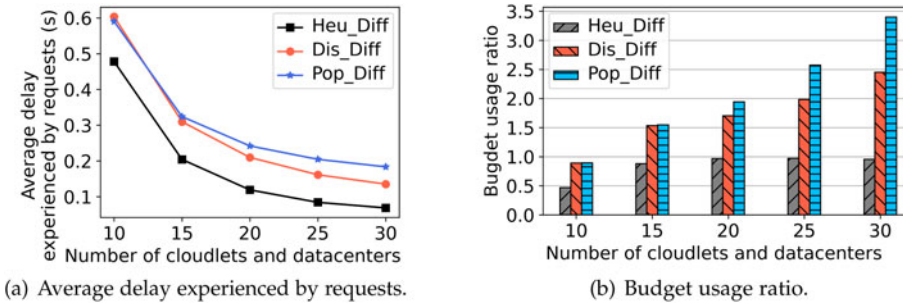 Average delay
experienced by requests (s)
0.6
0.5
0.4
0.3
0.2
0.1
Heu_Diff
Dis_Diff
Pop_Diff
10 15 20 25 30
Number of cloudlets and datacenters
(a) Average delay experienced by requests.
Bugdet usage ratio
3.5
3.0
2.5
2.0
1.5
1.0
0.5
0.0
Heu_Diff
Dis_Diff
Pop_Diff
10 15 20 25 30
Number of cloudlets and datacenters
(b) Budget usage ratio.